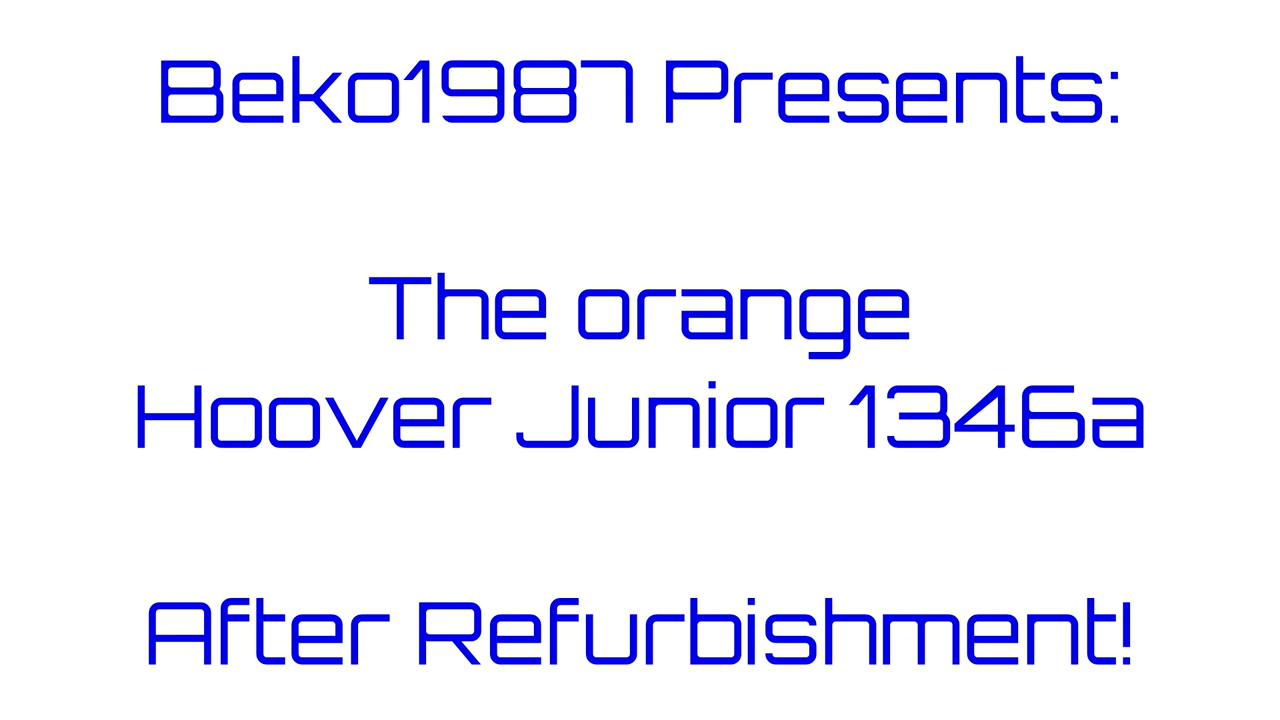 Beko1987 Presents:
The orange
Hoover Junior 1346a
After Refurbishment!